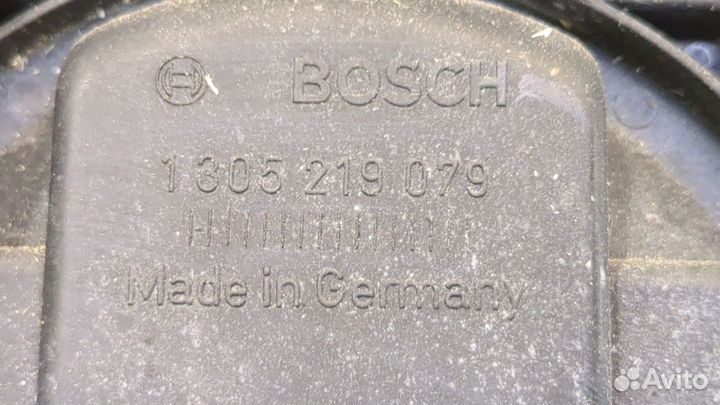 BOSCH
1 305 219 079
Made in Germany
Avito